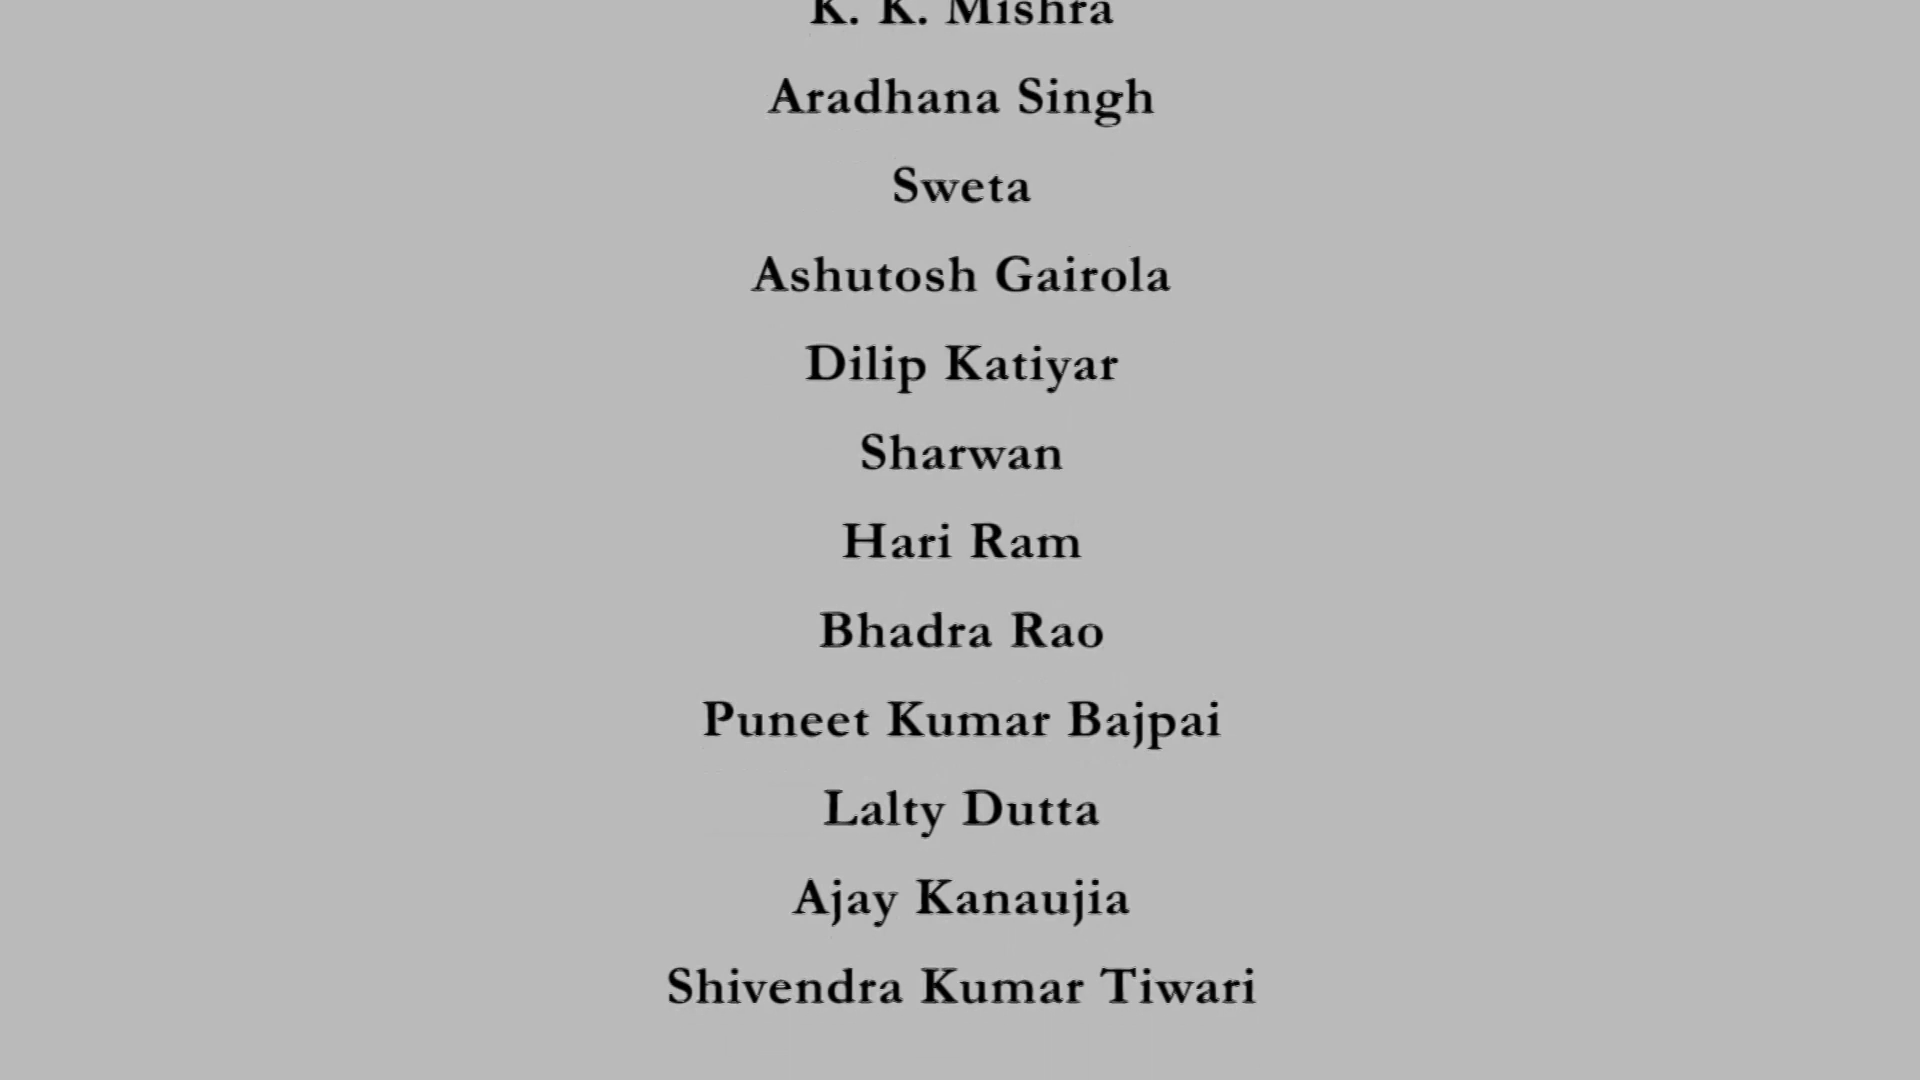 K. K. Mishra
Aradhana Singh
Sweta
Ashutosh Gairola
Dilip Katiyar
Sharwan
Hari Ram
Bhadra Rao
Puneet Kumar Bajpai
Lalty Dutta
Ajay Kanaujia
Shivendra Kumar Tiwari